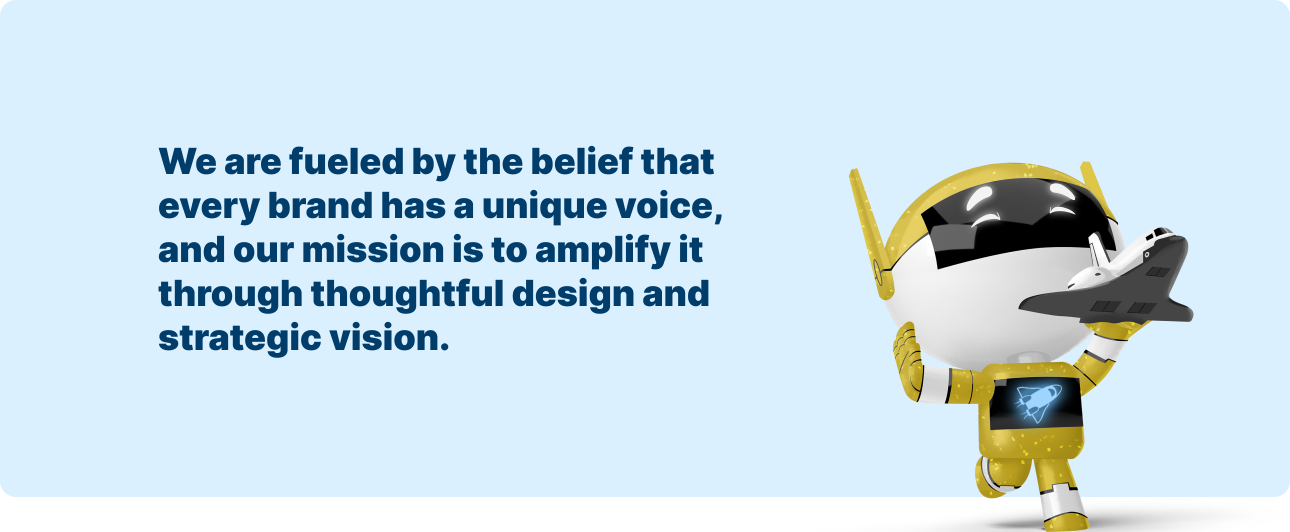 We are fueled by the belief that
every brand has a unique voice,
and our mission is to amplify it
through thoughtful design and
strategic vision.